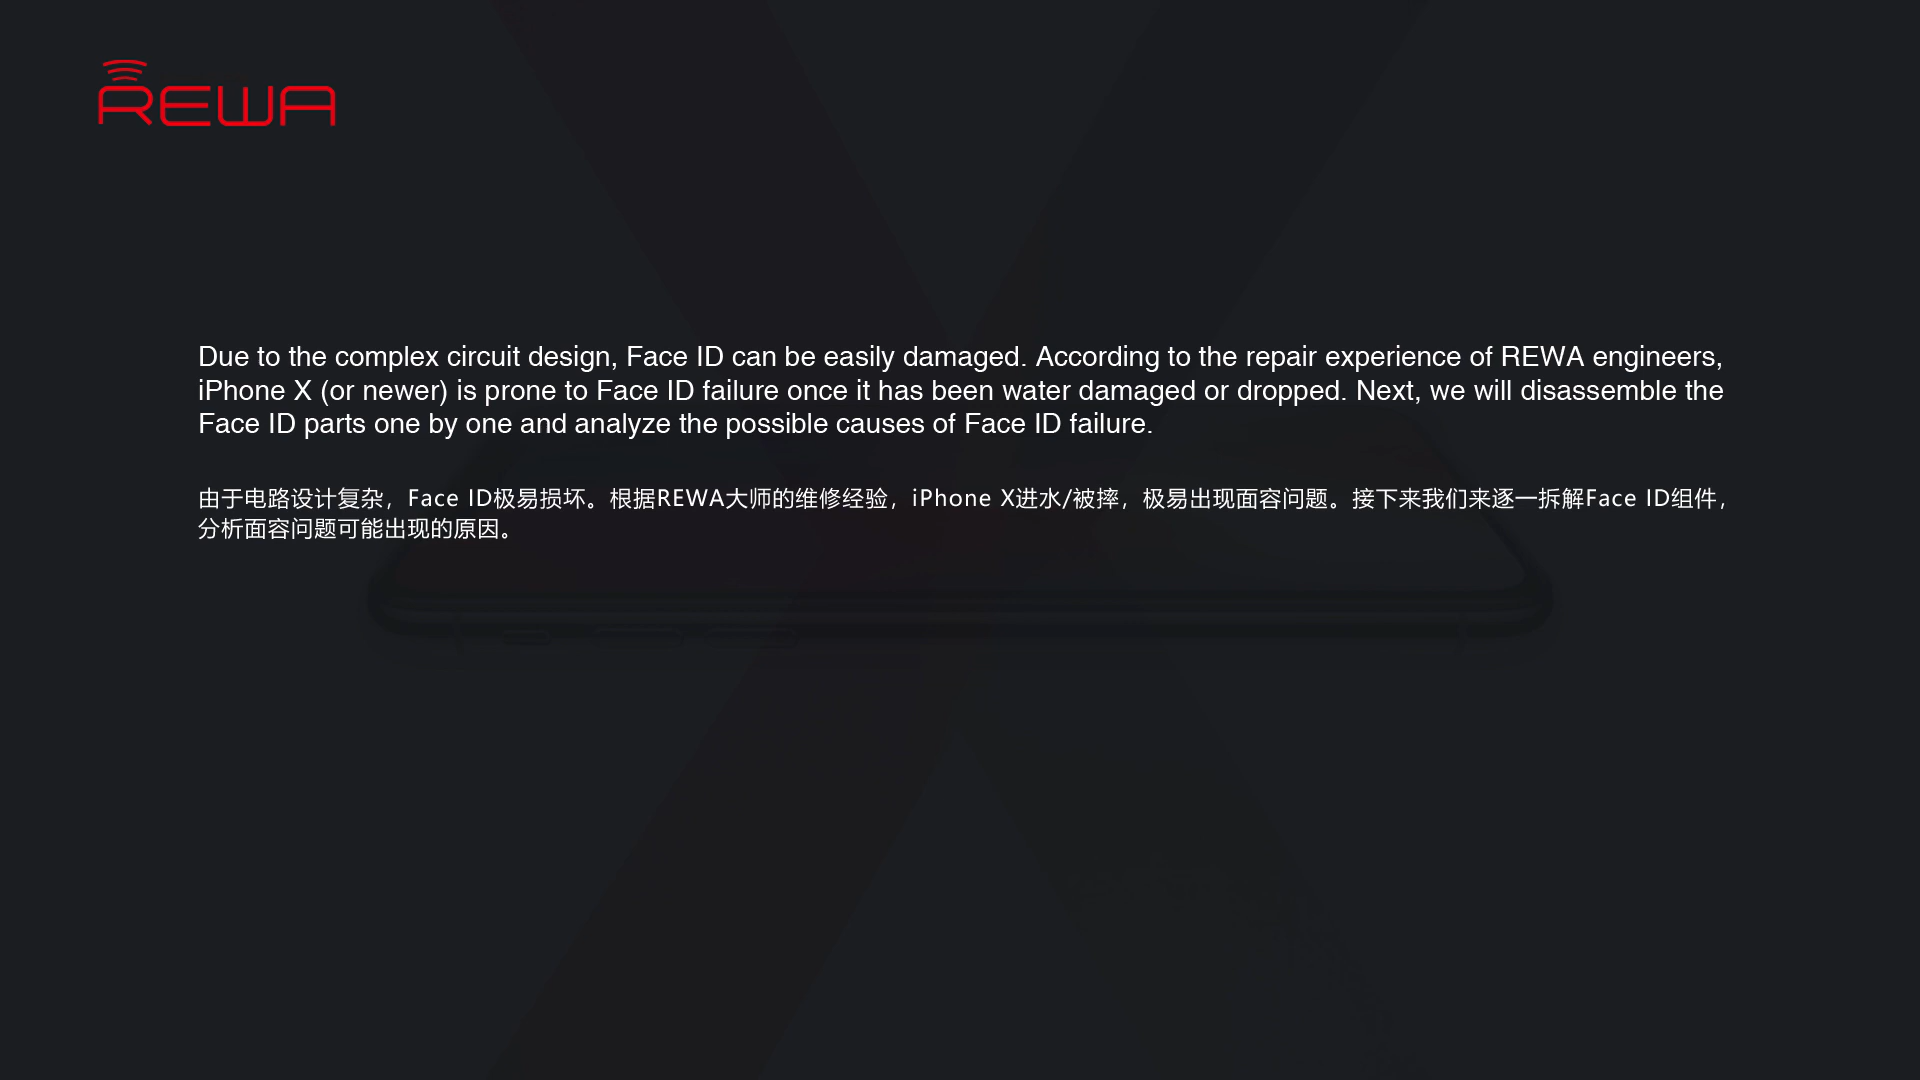 REWA
Due to the complex circuit design, Face ID can be easily damaged. According to the repair experience of REWA engineers,
iPhone X (or newer) is prone to Face ID failure once it has been water damaged or dropped. Next, we will disassemble the
Face ID parts one by one and analyze the possible causes of Face ID failure.
由于电路设计复杂，Face ID极易损坏。根据REWA大师的维修经验，iPhone X进水/被摔，极易出现面容问题。接下来我们来逐一拆解Face ID组件，
分析面容问题可能出现的原因。